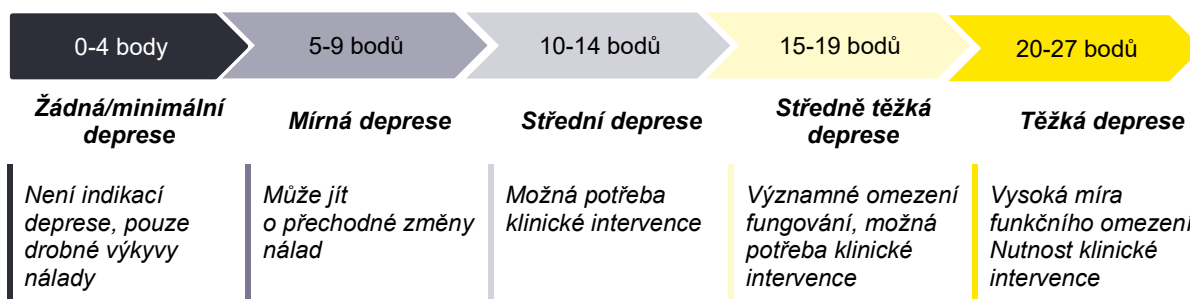 0-4 body
5-9 bodů
10-14 bodů
15-19 bodů
20-27 bodů
Žádná/minimální
deprese
Mírná deprese
Střední deprese
Středně těžká
deprese
Těžká deprese
Není indikací
deprese, pouze
drobné výkyvy
nálady
Může jít
o přechodné změny
nálad
Možná potřeba
klinické intervence
Významné omezení
fungování, možná
potřeba klinické
intervence
Vysoká míra
funkčního omezení
Nutnost klinické
intervence